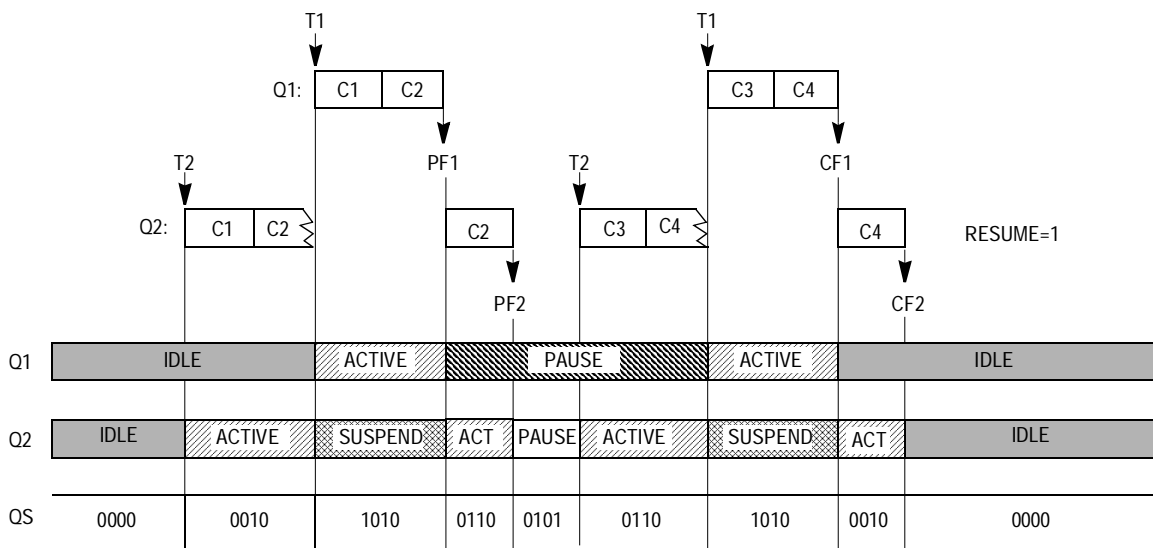 T1 T1
Q1: C1 C2 C3 C4
T2 PF1 T2 CF1
Q2: C1 C2 C2 C3 C4 C4 RESUME=1
PF2 CF2
Q1 IDLE ACTIVE PAUSE ACTIVE IDLE
Q2 IDLE ACTIVE SUSPEND ACT PAUSE ACTIVE SUSPEND ACT IDLE
QS 0000 0010 1010 0110 0101 0110 1010 0010 0000